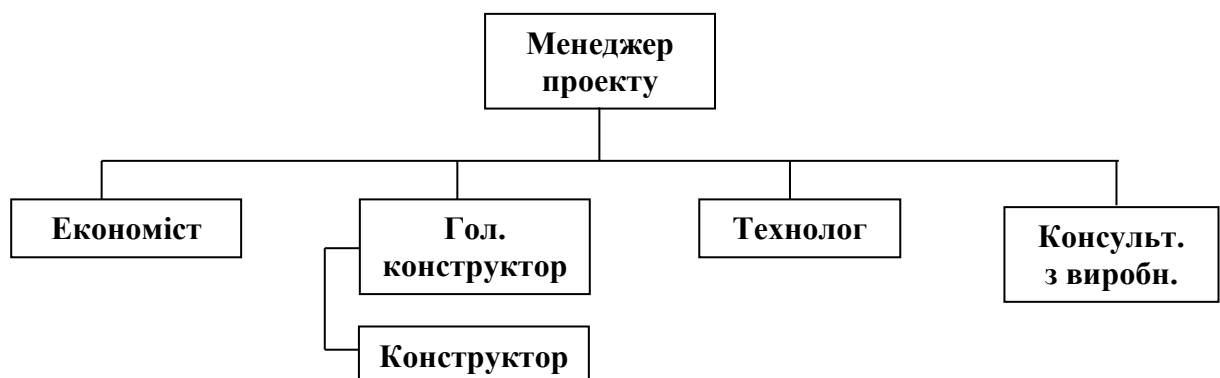 Менеджер
проекту
Економіст
Гол.
конструктор
Технолог
Консульт.
з виробн.
Конструктор